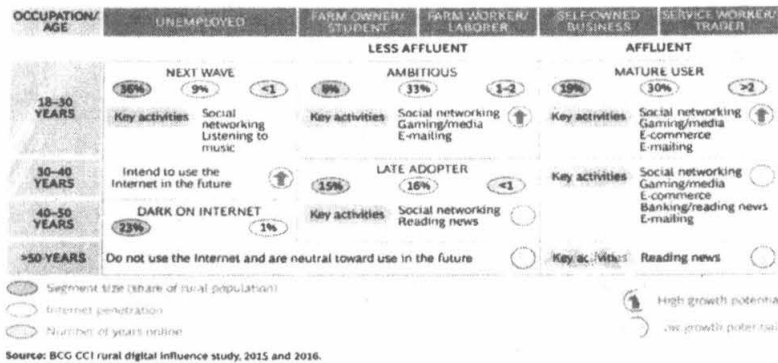 OCCUPATION/ AGE UNEMPLOYED FARM OWNER/ STUDENT FARM WORKER/ LABORER SELF-OWNED BUSINESS SERVICE WORKER/ TRADER
LESS AFFLUENT AFFLUENT
18–30 YEARS
NEXT WAVE
36% 9% <1
Key activities Social networking
Listening to music
AMBITIOUS
8% 33% 1–2
Key activities Social networking
Gaming/media
E-mailing
MATURE USER
19% 30% >2
Key activities Social networking
Gaming/media
E-commerce
E-mailing
30–40 YEARS
Intend to use the
Internet in the future
LATE ADOPTER
15% 16% <1
Key activities Social networking
Reading news
Key activities Social networking
Gaming/media
E-commerce
Banking/reading news
E-mailing
40–50 YEARS
DARK ON INTERNET
23% 1%
>50 YEARS
Do not use the Internet and are neutral toward use in the future
Key activities Reading news
Segment size (share of rural population)
Internet penetration
Number of years online
High growth potential
Low growth potential
Source: BCG CCI rural digital influence study, 2015 and 2016.